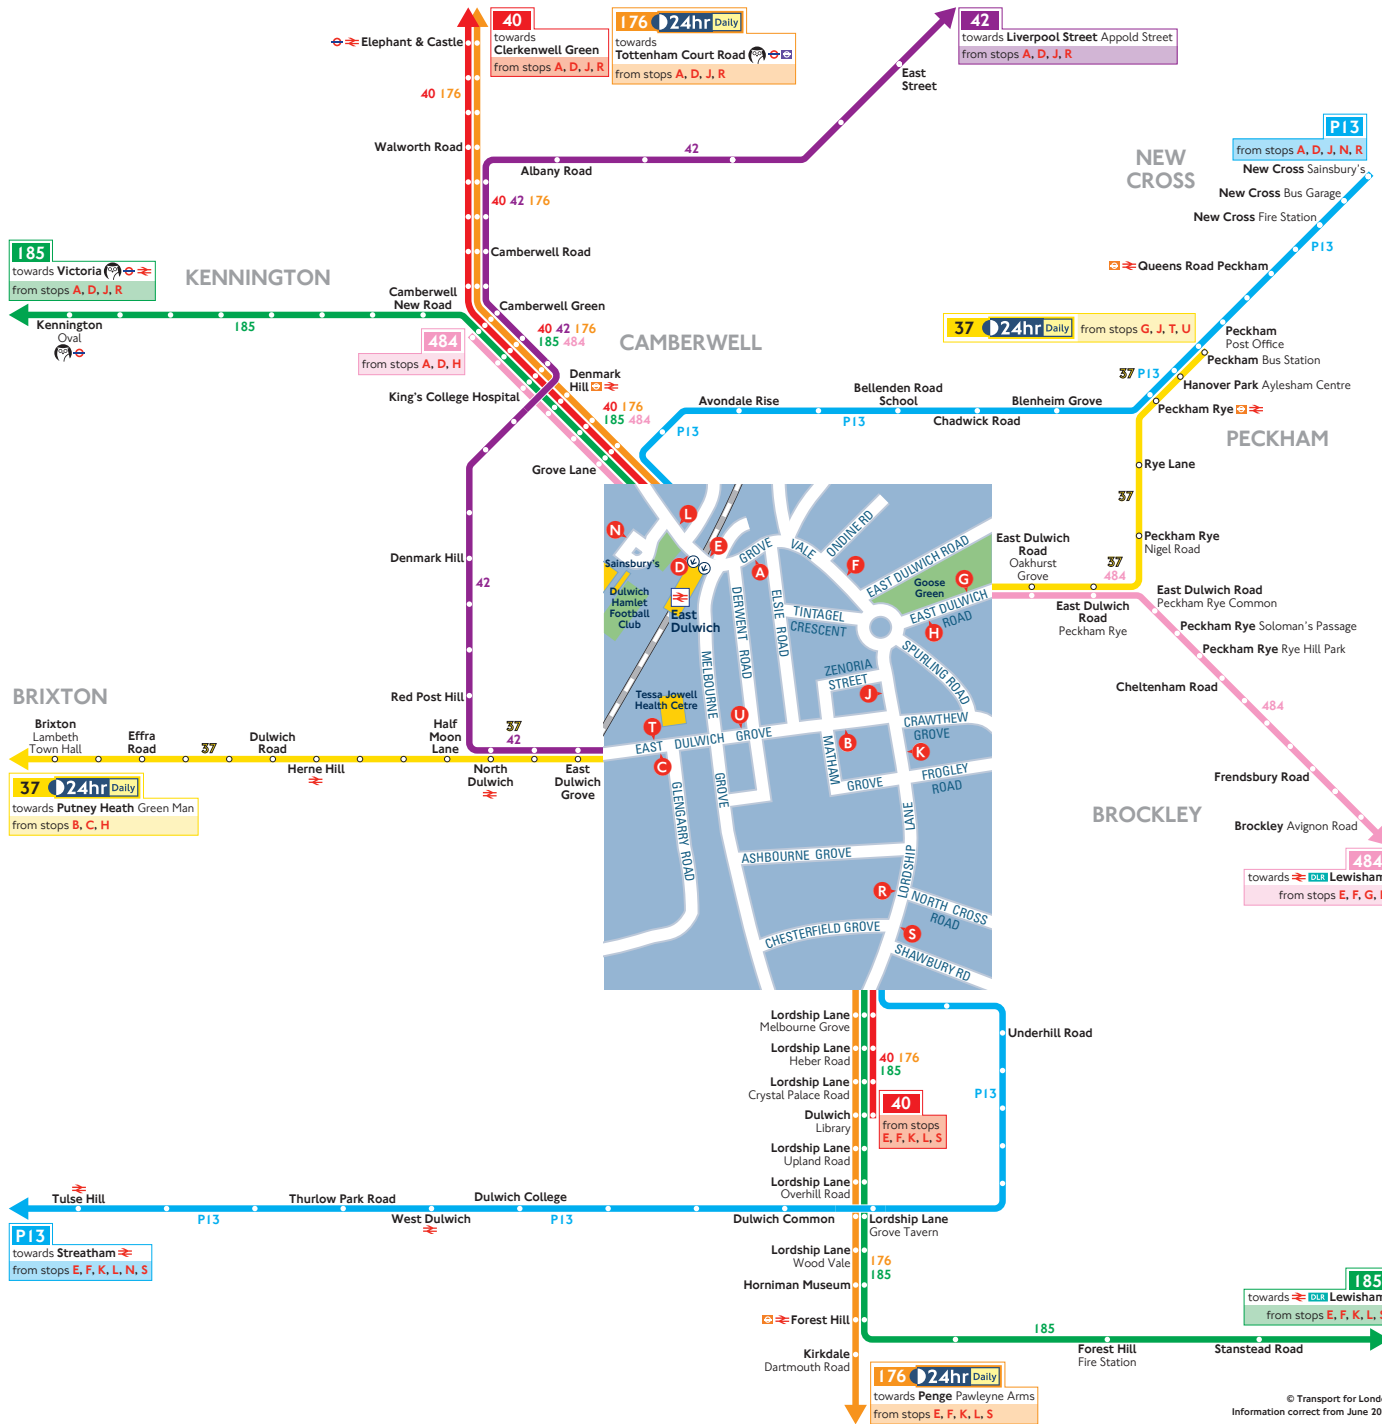 40
towards
Clerkenwell Green
from stops A, D, J, R
176 24hr Daily
towards
Tottenham Court Road
from stops A, D, J, R
42
towards Liverpool Street Appold Street
from stops A, D, J, R
Elephant & Castle
40 176
Walworth Road
East
Street
42
Albany Road
40 42 176
Camberwell Road
P13
from stops A, D, J, N, R
New Cross Sainsbury's
New Cross Bus Garage
New Cross Fire Station
P13
NEW
CROSS
Queens Road Peckham
185
towards Victoria
from stops A, D, J, R
KENNINGTON
Camberwell
New Road
Camberwell Green
Kennington
Oval
185
484
from stops A, D, H
40 42 176
185 484
CAMBERWELL
37 24hr Daily from stops G, J, T, U
Peckham
Post Office
Peckham Bus Station
37 P13
Hanover Park Aylesham Centre
Peckham Rye
PECKHAM
Denmark
Hill
King's College Hospital
40 176
185 484
Grove Lane
Avondale Rise
P13
Bellenden Road
School
P13
Chadwick Road
Blenheim Grove
Rye Lane
37
Peckham Rye
Nigel Road
East Dulwich
Road
Oakhurst
Grove
37
484
East Dulwich
Road
Peckham Rye
East Dulwich Road
Peckham Rye Common
Peckham Rye Soloman's Passage
Peckham Rye Rye Hill Park
Cheltenham Road
484
Frendsbury Road
BROCKLEY
Brockley Avignon Road
484
towards DLR Lewisham
from stops E, F, G,
Denmark Hill
42
Red Post Hill
BRIXTON
Brixton
Lambeth
Town Hall
Effra
Road
37
Dulwich
Road
Herne Hill
Half
Moon
Lane
37
42
North
Dulwich
East
Dulwich
Grove
37 24hr Daily
towards Putney Heath Green Man
from stops B, C, H
N
L
E
D
A
F
G
H
J
T
U
B
K
C
R
S
Sainsbury's
Dulwich
Hamlet
Football
Club
East
Dulwich
GROVE
VALE
ONDINE RD
EAST DULWICH ROAD
Goose
Green
EAST DULWICH
ROAD
DERWENT ROAD
ELSIE ROAD
TINTAGEL
CRESCENT
SPURLING ROAD
ZENORIA
STREET
MELBOURNE
GROVE
Tessa Jowell
Health Cetre
EAST DULWICH GROVE
CRAWTHEW
GROVE
MATHAM
GROVE
FROGLEY
ROAD
GLENGARRY ROAD
LORDSHIP LANE
ASHBOURNE GROVE
NORTH CROSS
ROAD
CHESTERFIELD GROVE
SHAWBURY RD
Lordship Lane
Melbourne Grove
Lordship Lane
Heber Road
40 176
185
Lordship Lane
Crystal Palace Road
Dulwich
Library
40
from stops
E, F, K, L, S
Lordship Lane
Upland Road
Lordship Lane
Overhill Road
Underhill Road
P13
Dulwich Common
Lordship Lane
Grove Tavern
Tulse Hill
P13
Thurlow Park Road
West Dulwich
Dulwich College
P13
P13
towards Streatham
from stops E, F, K, L, N, S
Lordship Lane
Wood Vale
176
185
Horniman Museum
Forest Hill
Kirkdale
Dartmouth Road
185
Forest Hill
Fire Station
Stanstead Road
185
towards DLR Lewisham
from stops E, F, K, L, S
176 24hr Daily
towards Penge Pawleyne Arms
from stops E, F, K, L, S
© Transport for Londo
Information correct from June 20